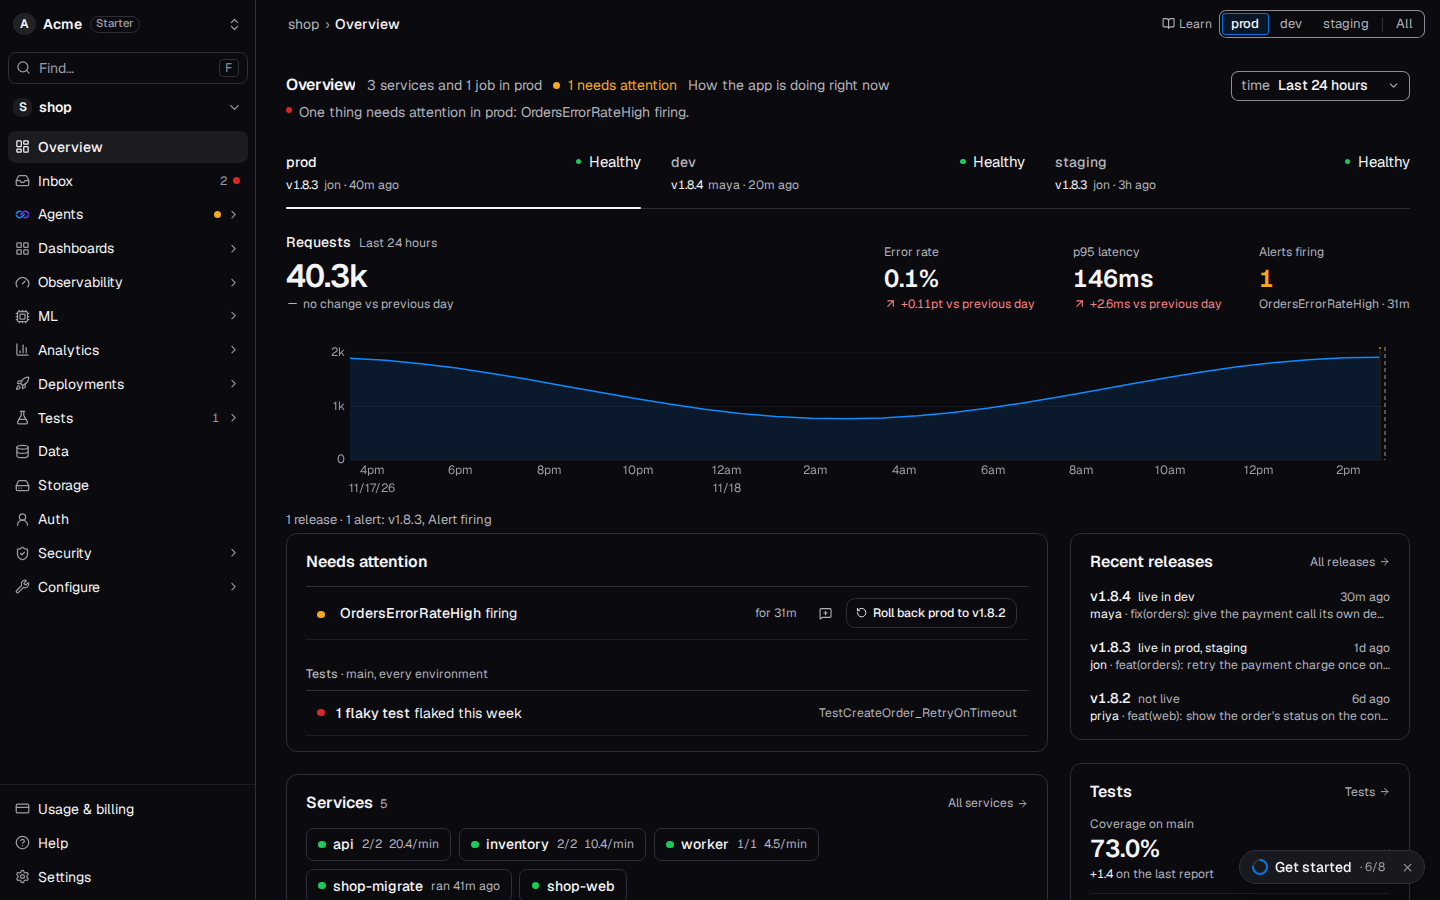 A Acme Starter
Find... F
S shop
Overview
Inbox 2
Agents
Dashboards
Observability
ML
Analytics
Deployments
Tests 1
Data
Storage
Auth
Security
Configure
Usage & billing
Help
Settings
shop › Overview
Learn prod dev staging All
Overview 3 services and 1 job in prod 1 needs attention How the app is doing right now
time Last 24 hours
One thing needs attention in prod: OrdersErrorRateHigh firing.
prod Healthy
v1.8.3 jon · 40m ago
dev Healthy
v1.8.4 maya · 20m ago
staging Healthy
v1.8.3 jon · 3h ago
Requests Last 24 hours
40.3k
— no change vs previous day
Error rate
0.1%
↗ +0.11pt vs previous day
p95 latency
146ms
↗ +2.6ms vs previous day
Alerts firing
1
OrdersErrorRateHigh · 31m
2k
1k
0
4pm 6pm 8pm 10pm 12am 2am 4am 6am 8am 10am 12pm 2pm
11/17/26 11/18
1 release · 1 alert: v1.8.3, Alert firing
Needs attention
OrdersErrorRateHigh firing for 31m Roll back prod to v1.8.2
Tests · main, every environment
1 flaky test flaked this week TestCreateOrder_RetryOnTimeout
Services 5 All services →
api 2/2 20.4/min
inventory 2/2 10.4/min
worker 1/1 4.5/min
shop-migrate ran 41m ago
shop-web
Recent releases All releases →
v1.8.4 live in dev 30m ago
maya · fix(orders): give the payment call its own de...
v1.8.3 live in prod, staging 1d ago
jon · feat(orders): retry the payment charge once on...
v1.8.2 not live 6d ago
priya · feat(web): show the order's status on the con...
Tests Tests →
Coverage on main
73.0%
+1.4 on the last report
Get started · 6/8 ×